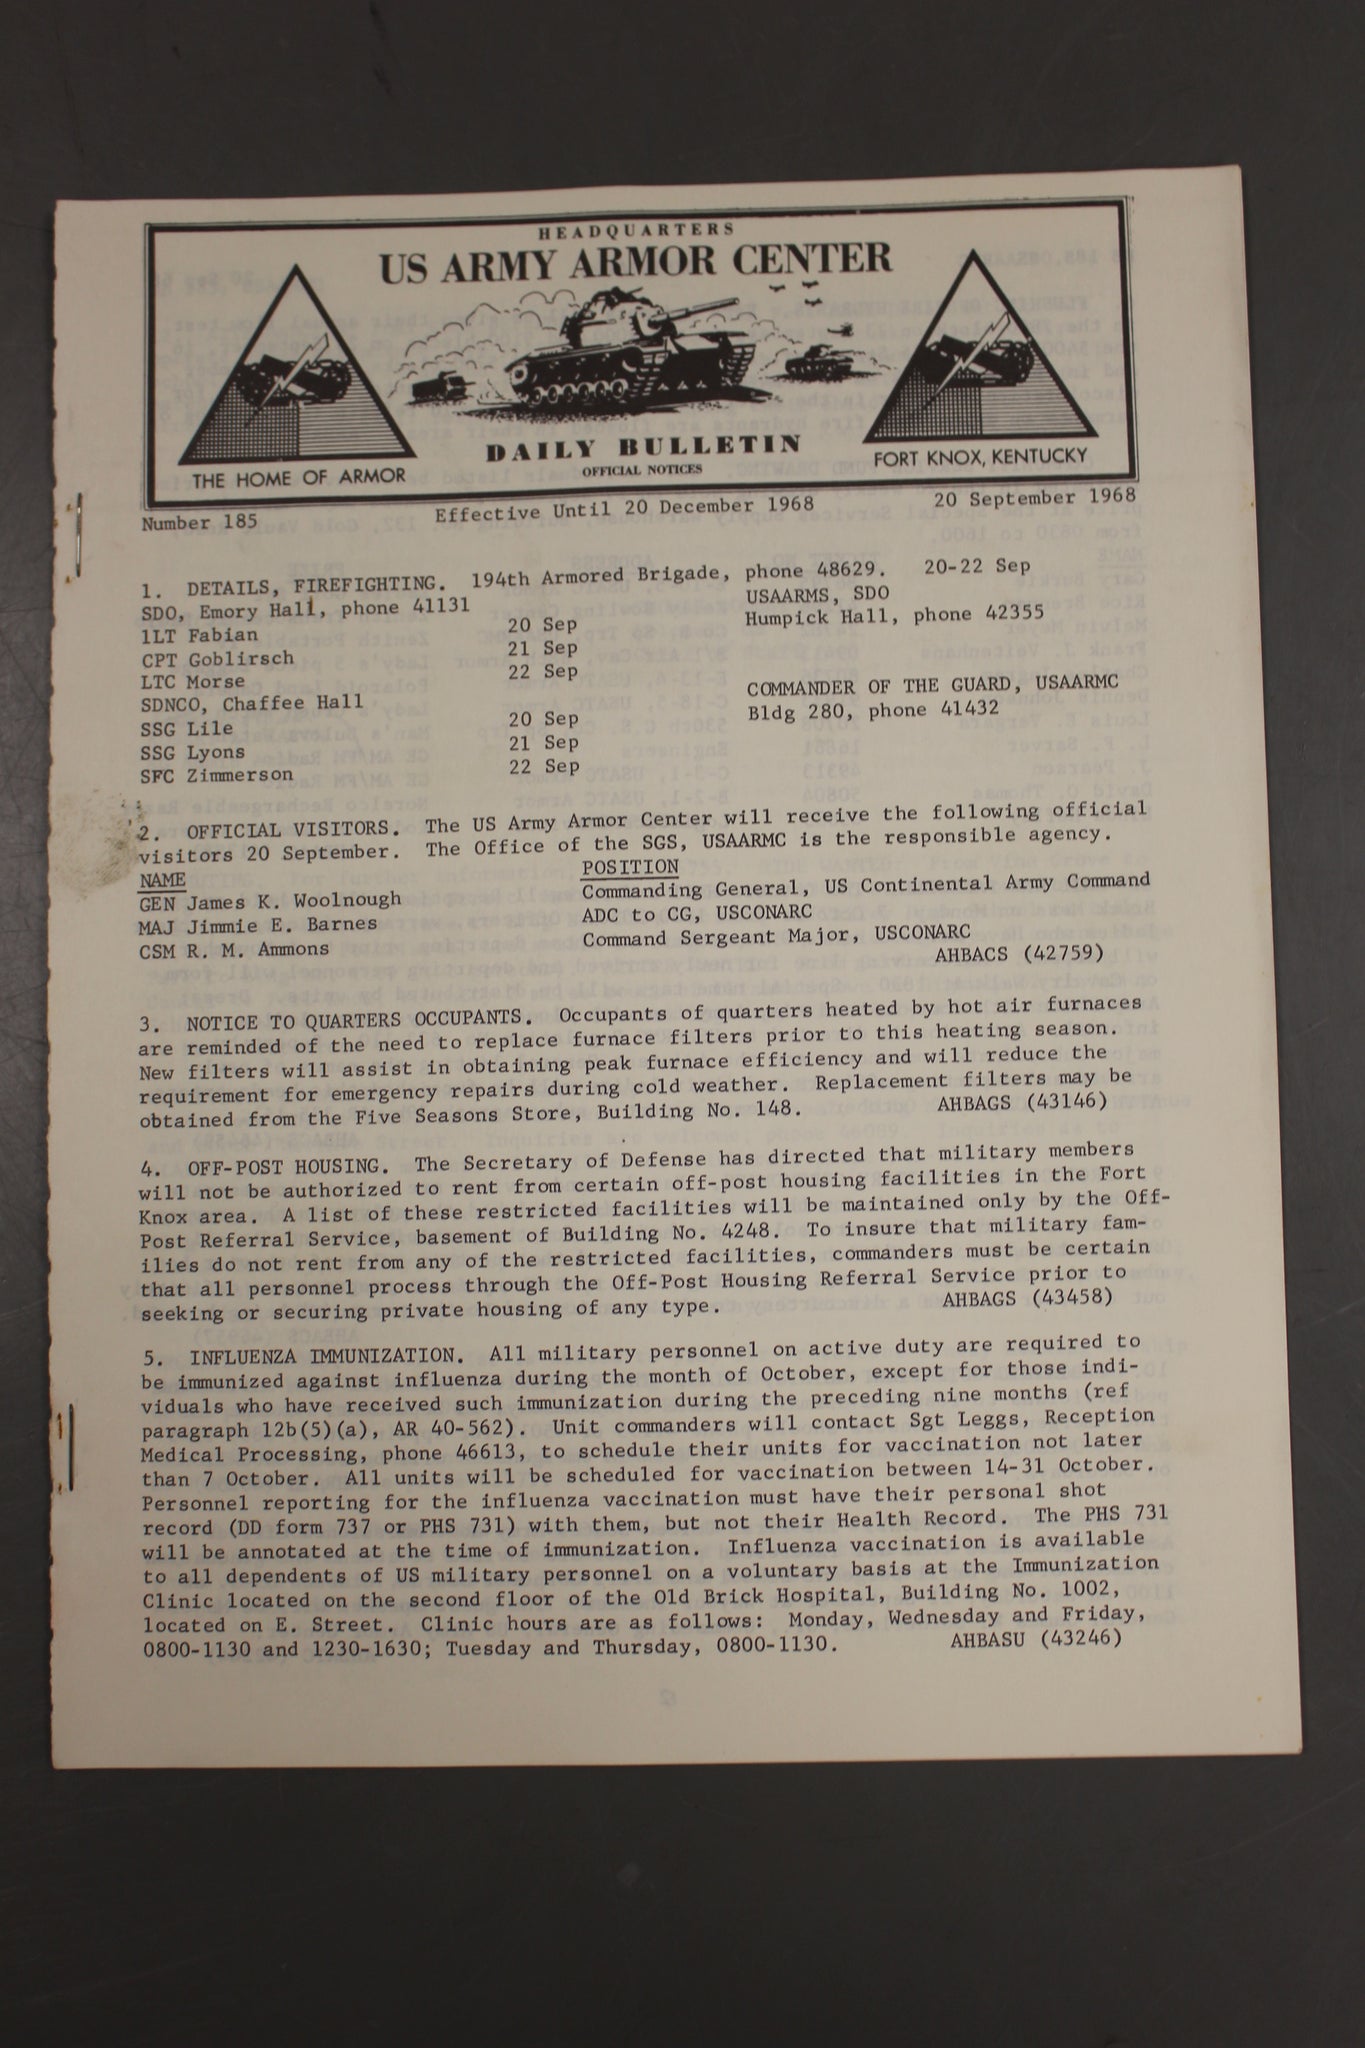 HEADQUARTERS
US ARMY ARMOR CENTER
DAILY BULLETIN
OFFICIAL NOTICES
THE HOME OF ARMOR
FORT KNOX, KENTUCKY
Number 185 Effective Until 20 December 1968 20 September 1968
1. DETAILS, FIREFIGHTING. 194th Armored Brigade, phone 48629. 20-22 Sep
SDO, Emory Hall, phone 41131 USAARMS, SDO
1LT Fabian 20 Sep Humpick Hall, phone 42355
CPT Goblirsch 21 Sep
LTC Morse 22 Sep
SDNCO, Chaffee Hall COMMANDER OF THE GUARD, USAARMC
SSG Lile 20 Sep Bldg 280, phone 41432
SSG Lyons 21 Sep
SFC Zimmerson 22 Sep
2. OFFICIAL VISITORS. The US Army Armor Center will receive the following official
visitors 20 September. The Office of the SGS, USAARMC is the responsible agency.
NAME POSITION
GEN James K. Woolnough Commanding General, US Continental Army Command
MAJ Jimmie E. Barnes ADC to CG, USCONARC
CSM R. M. Ammons Command Sergeant Major, USCONARC
AHBACS (42759)
3. NOTICE TO QUARTERS OCCUPANTS. Occupants of quarters heated by hot air furnaces
are reminded of the need to replace furnace filters prior to this heating season.
New filters will assist in obtaining peak furnace efficiency and will reduce the
requirement for emergency repairs during cold weather. Replacement filters may be
obtained from the Five Seasons Store, Building No. 148. AHBAGS (43146)
4. OFF-POST HOUSING. The Secretary of Defense has directed that military members
will not be authorized to rent from certain off-post housing facilities in the Fort
Knox area. A list of these restricted facilities will be maintained only by the Off-
Post Referral Service, basement of Building No. 4248. To insure that military fam-
ilies do not rent from any of the restricted facilities, commanders must be certain
that all personnel process through the Off-Post Housing Referral Service prior to
seeking or securing private housing of any type. AHBAGS (43458)
5. INFLUENZA IMMUNIZATION. All military personnel on active duty are required to
be immunized against influenza during the month of October, except for those indi-
viduals who have received such immunization during the preceding nine months (ref
paragraph 12b(5)(a), AR 40-562). Unit commanders will contact Sgt Leggs, Reception
Medical Processing, phone 46613, to schedule their units for vaccination not later
than 7 October. All units will be scheduled for vaccination between 14-31 October.
Personnel reporting for the influenza vaccination must have their personal shot
record (DD form 737 or PHS 731) with them, but not their Health Record. The PHS 731
will be annotated at the time of immunization. Influenza vaccination is available
to all dependents of US military personnel on a voluntary basis at the Immunization
Clinic located on the second floor of the Old Brick Hospital, Building No. 1002,
located on E. Street. Clinic hours are as follows: Monday, Wednesday and Friday,
0800-1130 and 1230-1630; Tuesday and Thursday, 0800-1130. AHBASU (43246)